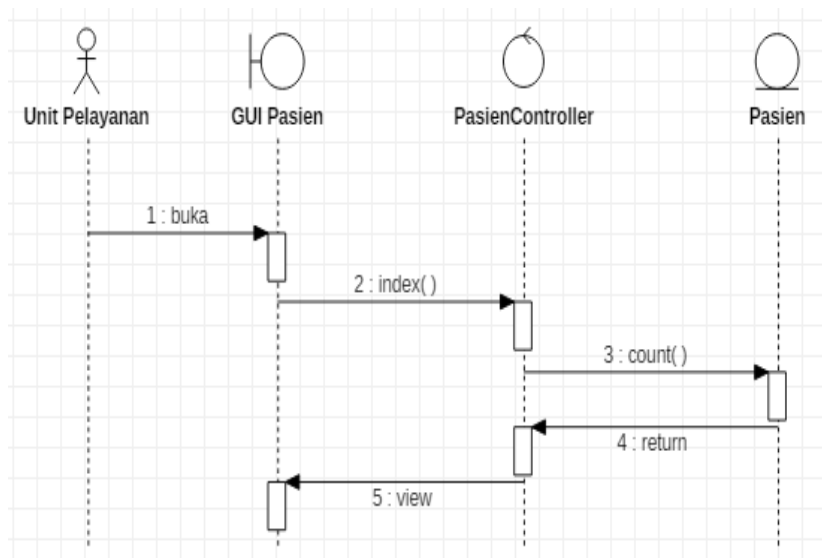 Unit Pelayanan
GUI Pasien
PasienController
Pasien
1 : buka
2 : index( )
3 : count( )
4 : return
5 : view